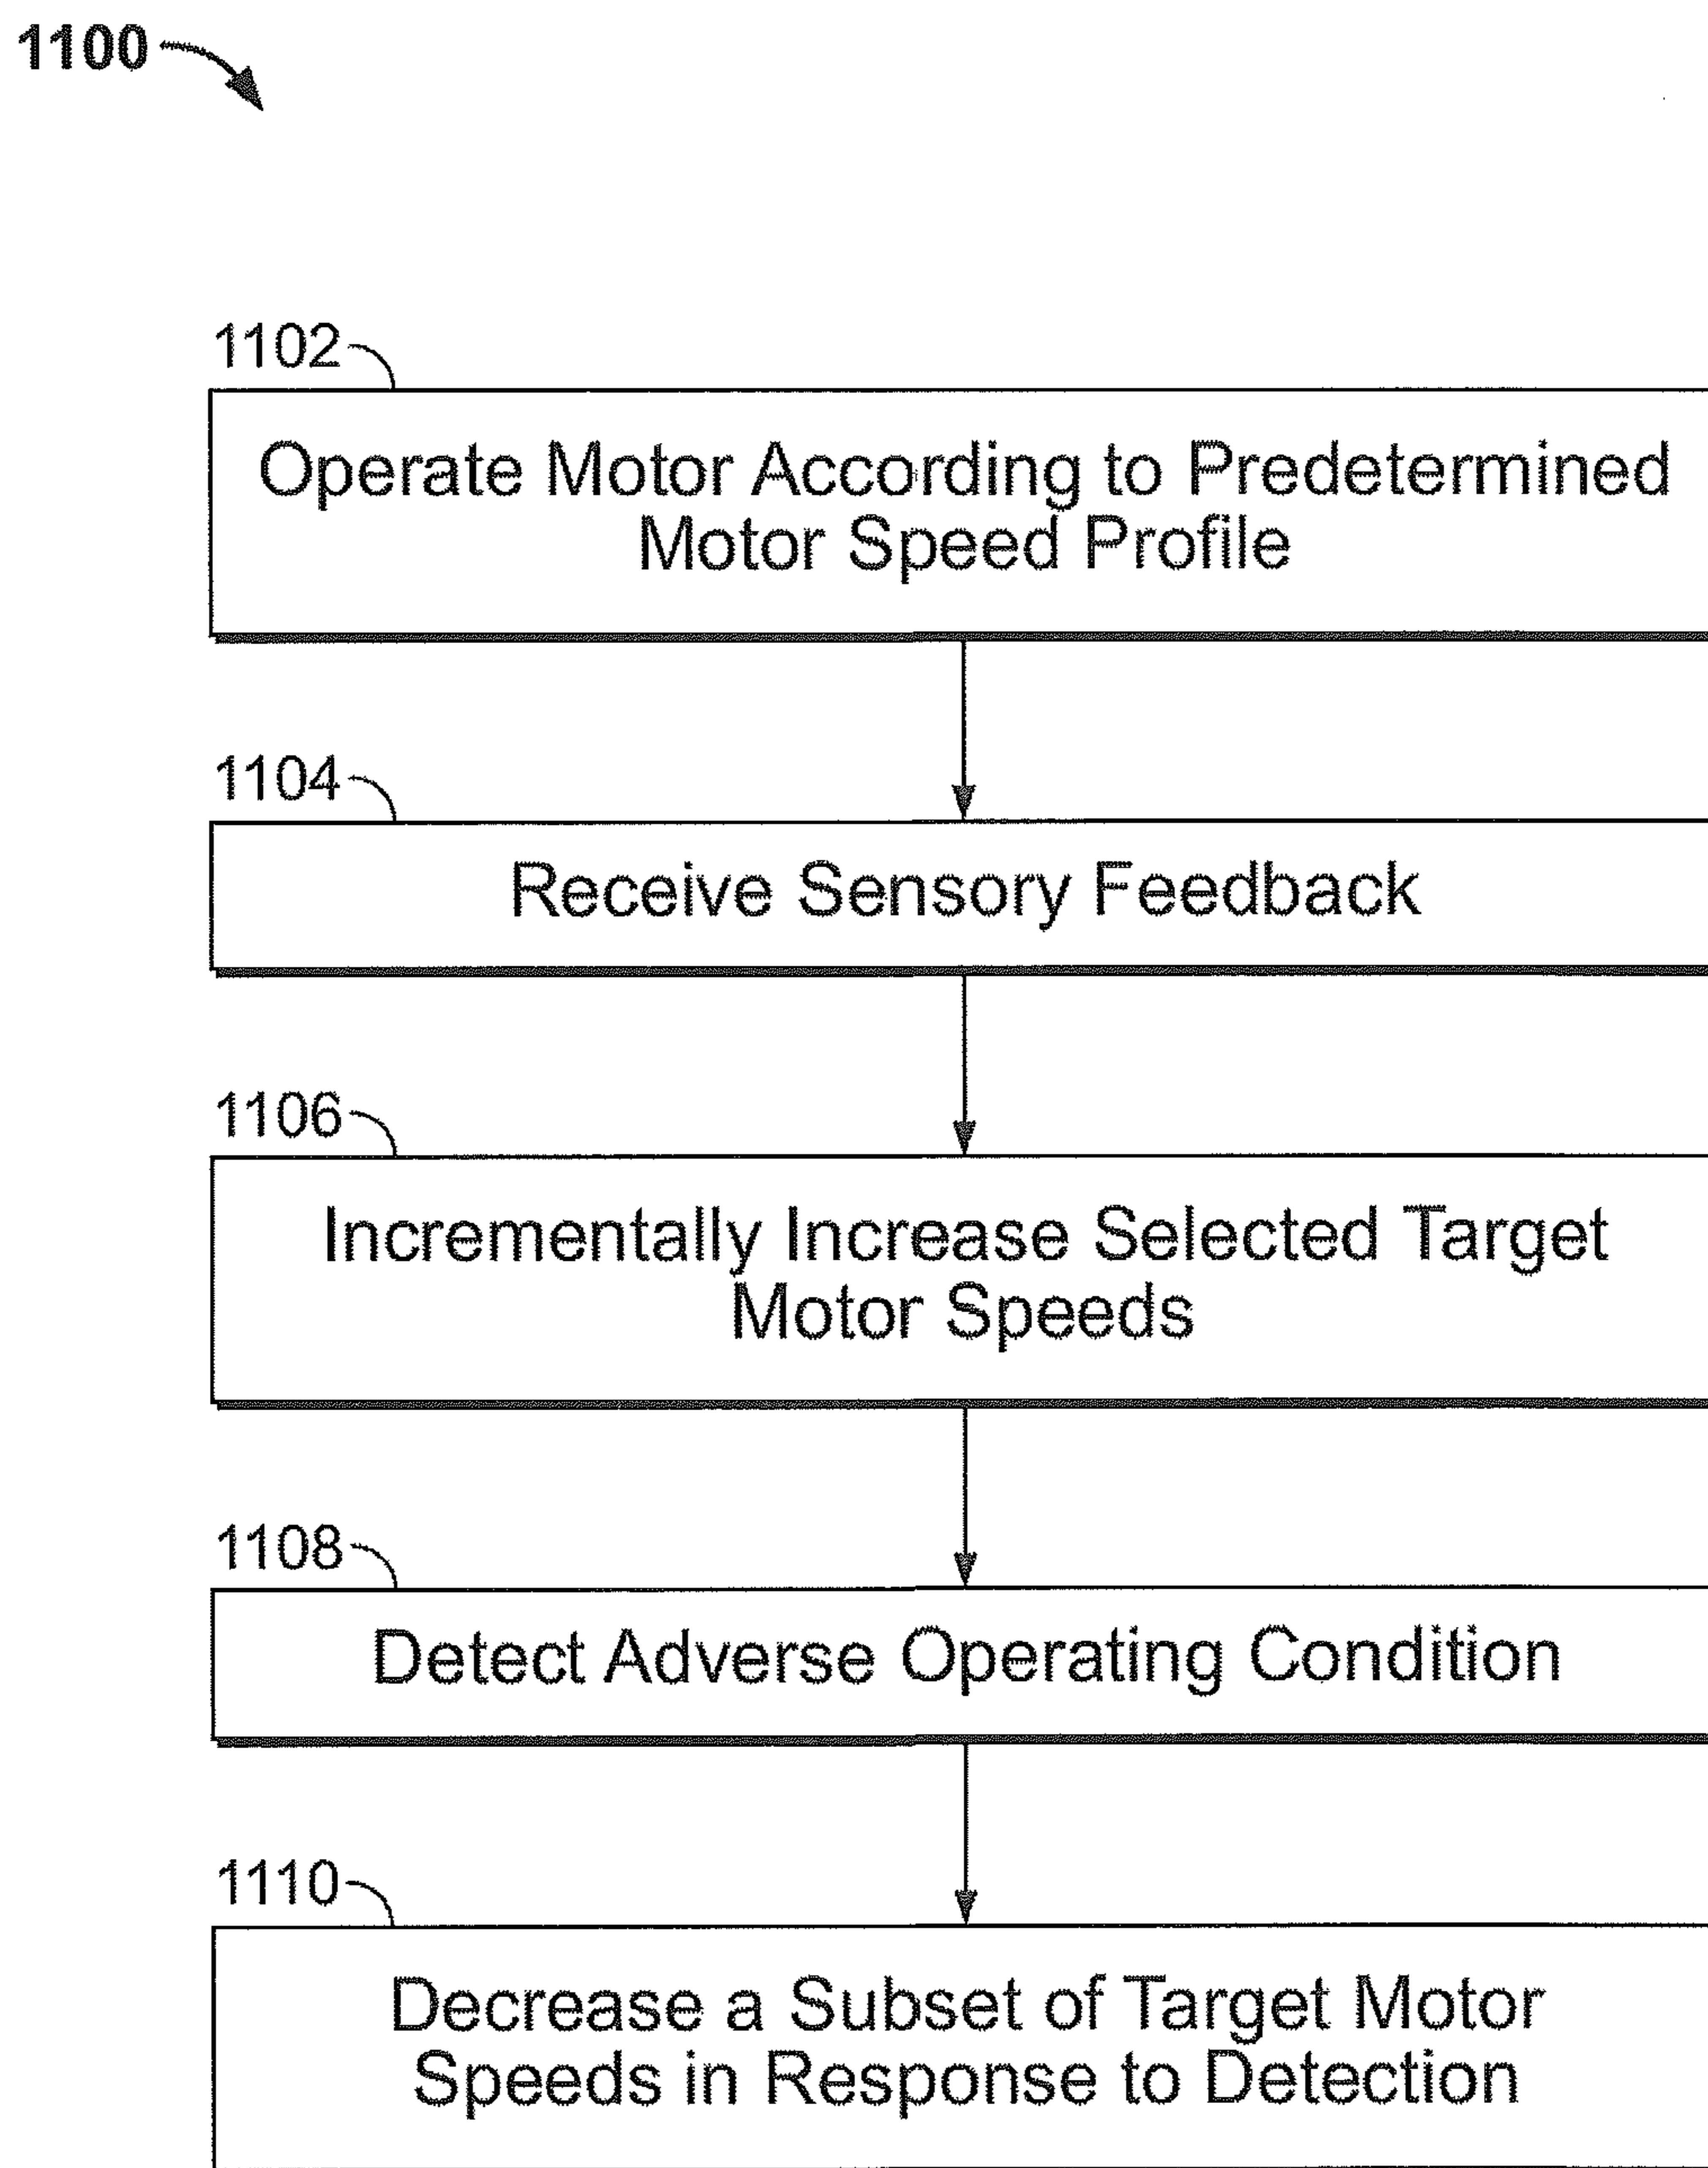 1100
1102
Operate Motor According to Predetermined
Motor Speed Profile
1104
Receive Sensory Feedback
1106
Incrementally Increase Selected Target
Motor Speeds
1108
Detect Adverse Operating Condition
1110
Decrease a Subset of Target Motor
Speeds in Response to Detection